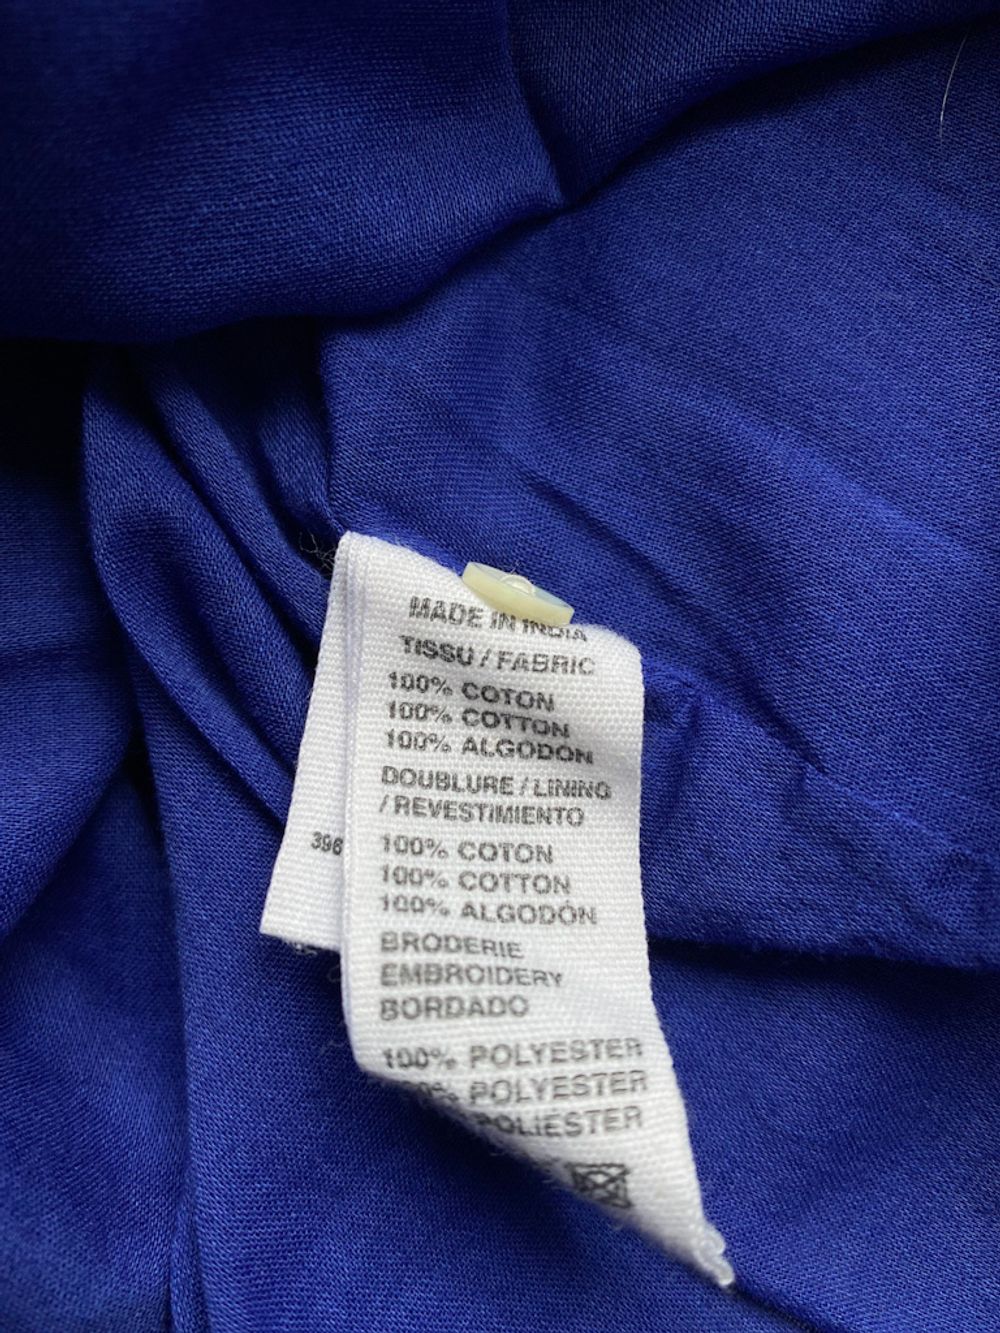 MADE IN INDIA
TISSU / FABRIC
100% COTON
100% COTTON
100% ALGODÓN
DOUBLURE / LINING
/ REVESTIMIENTO
396
100% COTON
100% COTTON
100% ALGODÓN
BRODERIE
EMBROIDERY
BORDADO
100% POLYESTER
POLYESTER
POLIESTER